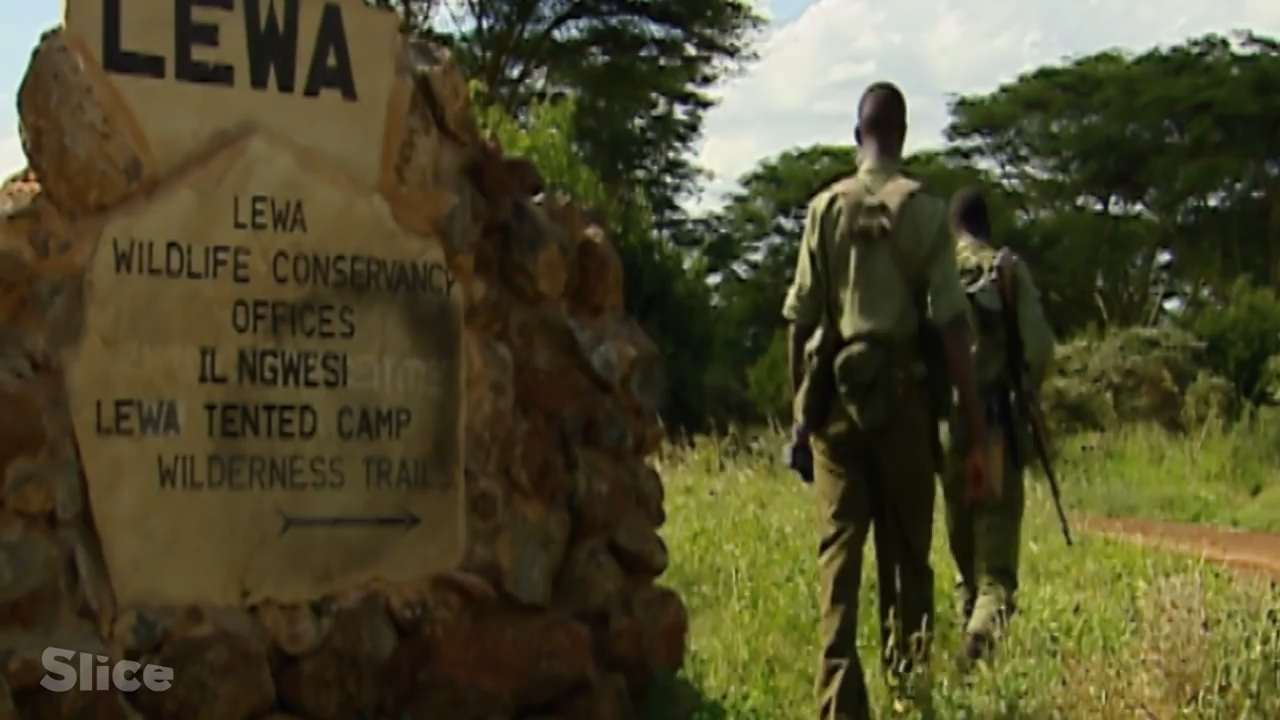 LEWA
LEWA
WILDLIFE CONSERVANCY
OFFICES
IL NGWESI
LEWA TENTED CAMP
WILDERNESS TRAILS
Slice